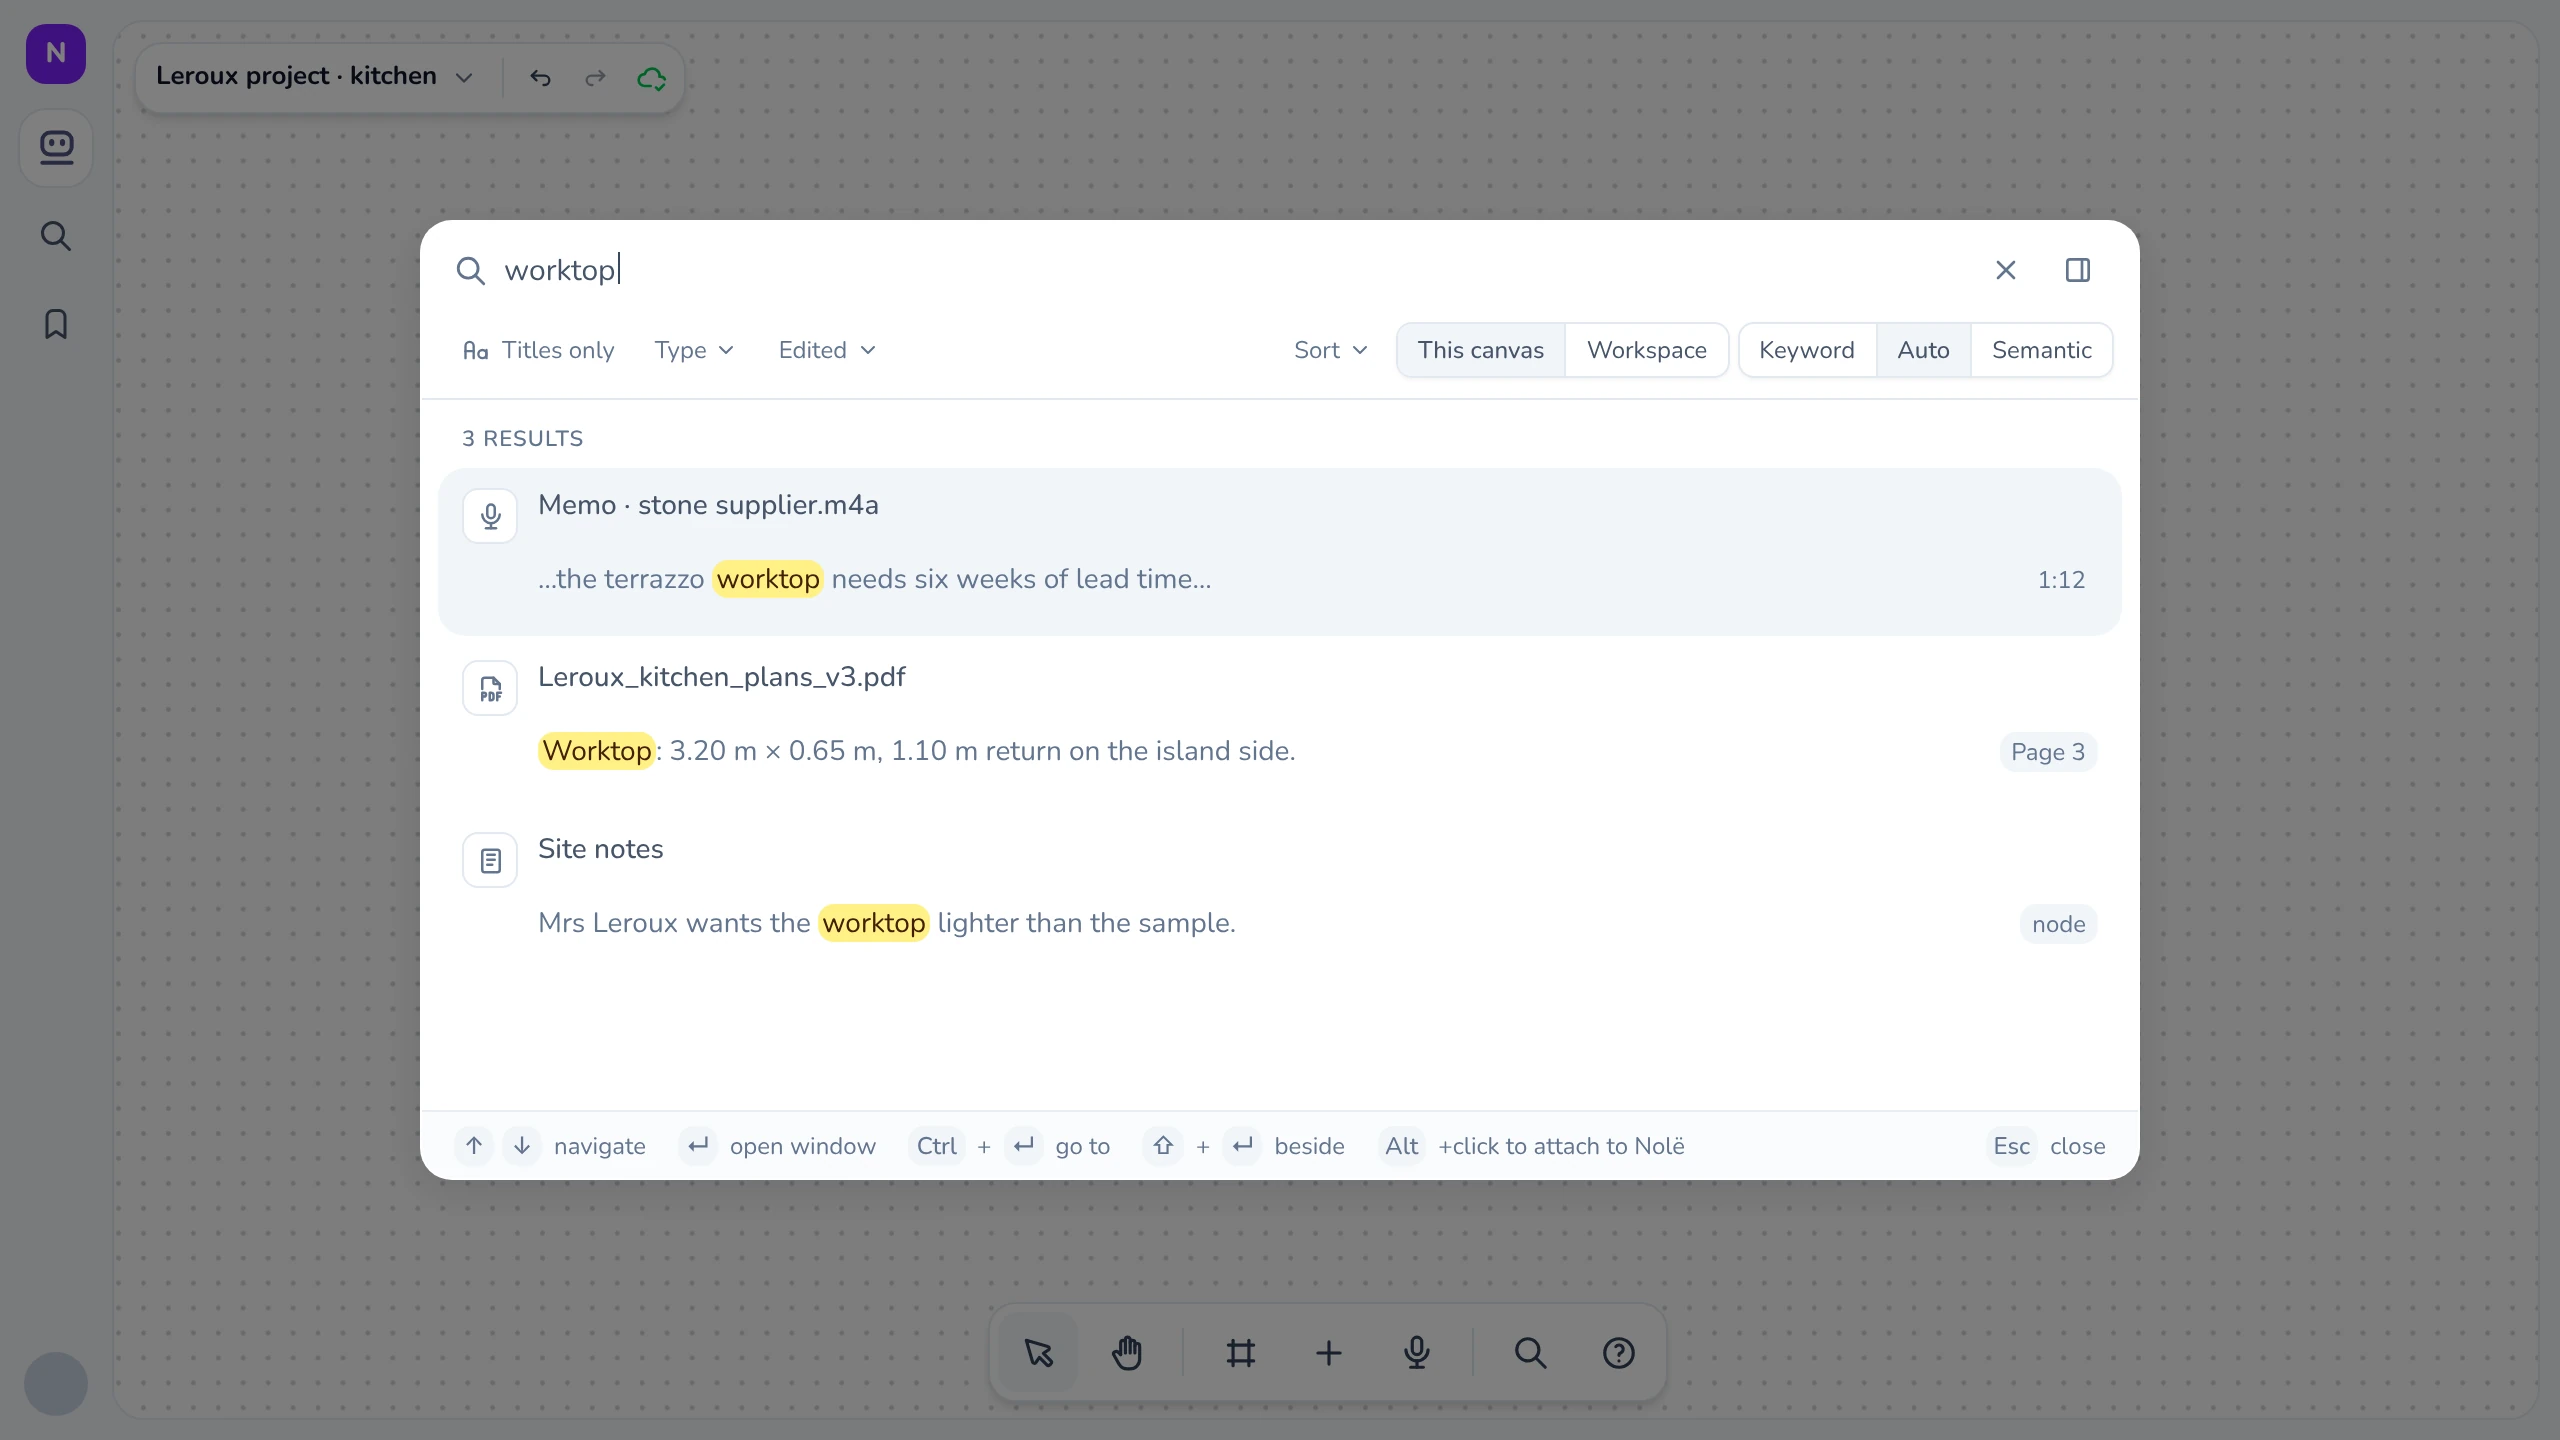 N
Leroux project · kitchen
worktop
Aa Titles only Type Edited Sort This canvas Workspace Keyword Auto Semantic
3 RESULTS
Memo · stone supplier.m4a
...the terrazzo worktop needs six weeks of lead time... 1:12
PDF
Leroux_kitchen_plans_v3.pdf
Worktop: 3.20 m × 0.65 m, 1.10 m return on the island side. Page 3
Site notes
Mrs Leroux wants the worktop lighter than the sample. node
↑ ↓ navigate ↵ open window Ctrl + ↵ go to ⇧ + ↵ beside Alt +click to attach to Nolë Esc close